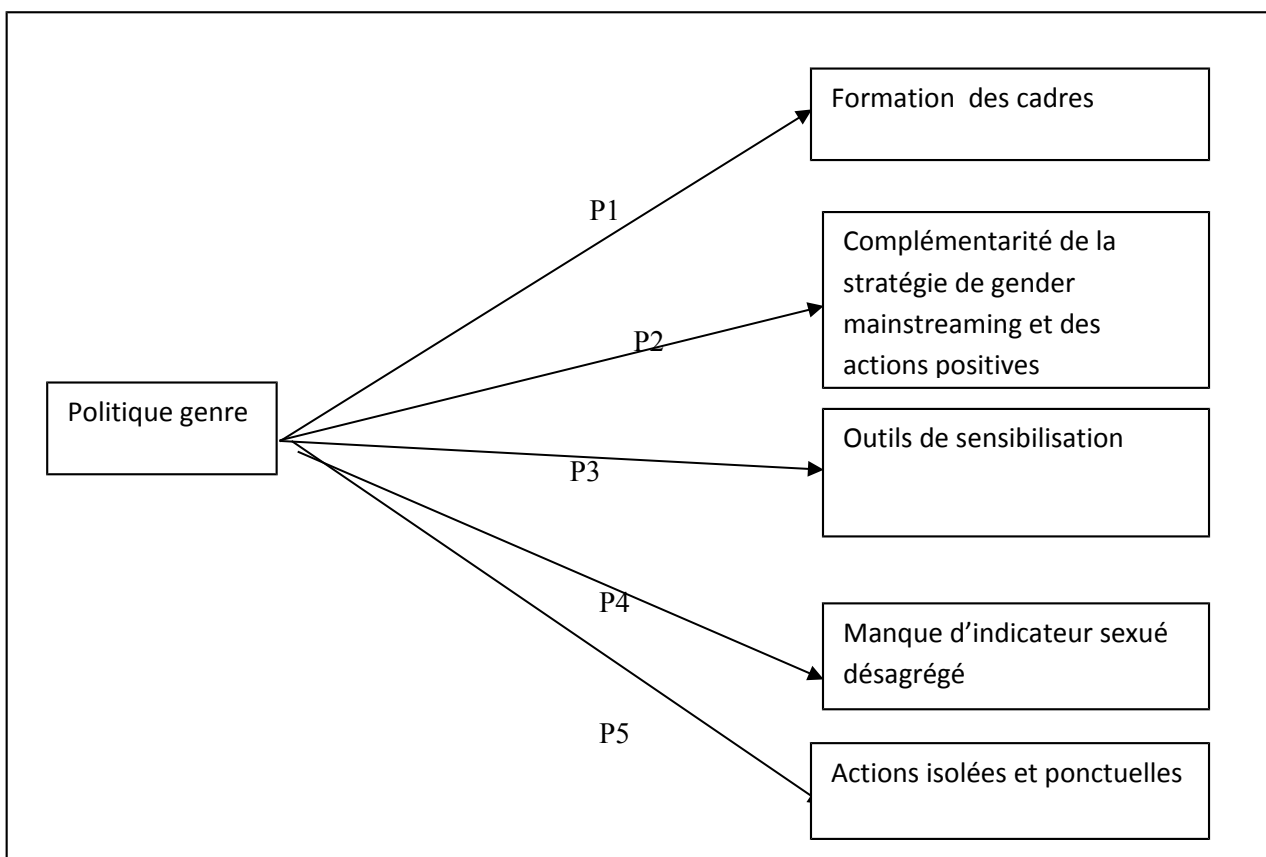 Formation des cadres
P1
Complémentarité de la
stratégie de gender
mainstreaming et des
actions positives
P2
Politique genre
Outils de sensibilisation
P3
P4
Manque d’indicateur sexué
désagrégé
P5
Actions isolées et ponctuelles